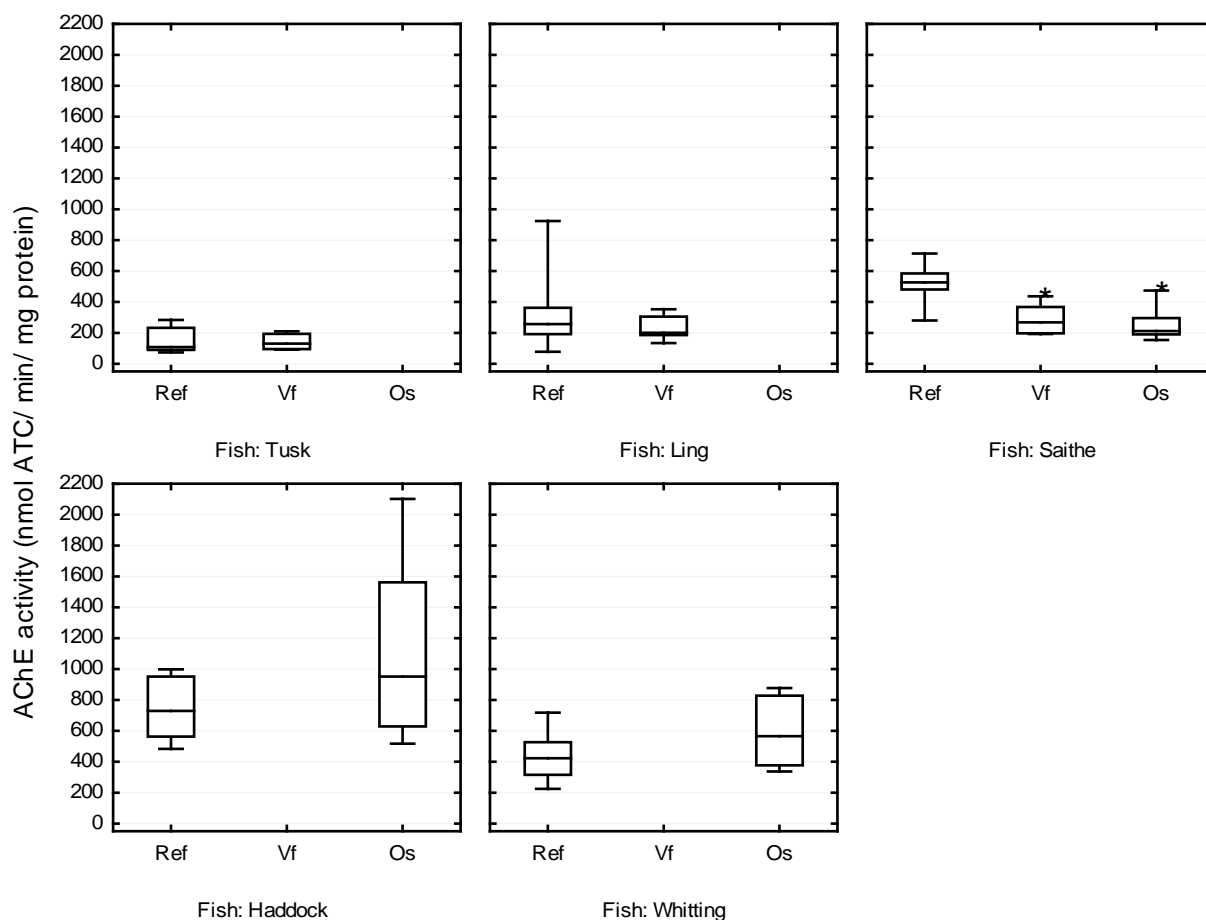 AChE activity (nmol ATC/ min/ mg protein)
2200
2000
1800
1600
1400
1200
1000
800
600
400
200
0
Ref Vf Os
Fish: Tusk
Ref Vf Os
Fish: Ling
* *
Ref Vf Os
Fish: Saithe
2200
2000
1800
1600
1400
1200
1000
800
600
400
200
0
Ref Vf Os
Fish: Haddock
Ref Vf Os
Fish: Whitting